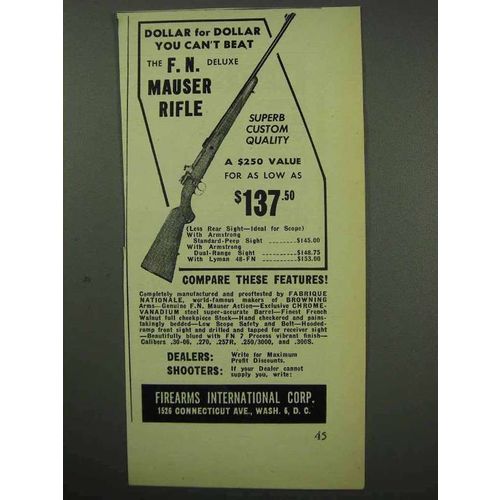 DOLLAR for DOLLAR
YOU CAN'T BEAT
THE F. N. DELUXE
MAUSER
RIFLE
SUPERB
CUSTOM
QUALITY
A $250 VALUE
FOR AS LOW AS
$137.50
(Less Rear Sight—Ideal for Scope)
With Armstrong
Standard-Peep Sight ........$145.00
With Armstrong
Dual-Range Sight ........$148.75
With Lyman 48-FN ........$153.00
COMPARE THESE FEATURES!
Completely manufactured and prooftested by FABRIQUE
NATIONALE, world-famous makers of BROWNING
Arms—Genuine F.N. Mauser Action—Exclusive CHROME-
VANADIUM steel super-accurate Barrel—Finest French
Walnut full cheekpiece Stock—Hand checkered and pains-
takingly bedded—Low Scope Safety and Bolt—Hooded-
ramp front sight and drilled and tapped for receiver sight
—Beautifully blued with FN 7 Process vibrant finish—
Calibers .30-06, .270, .257R, .250/3000, and .300S.
DEALERS: Write for Maximum
Profit Discounts.
SHOOTERS: If your Dealer cannot
supply you, write:
FIREARMS INTERNATIONAL CORP.
1526 CONNECTICUT AVE., WASH. 6, D. C.
45